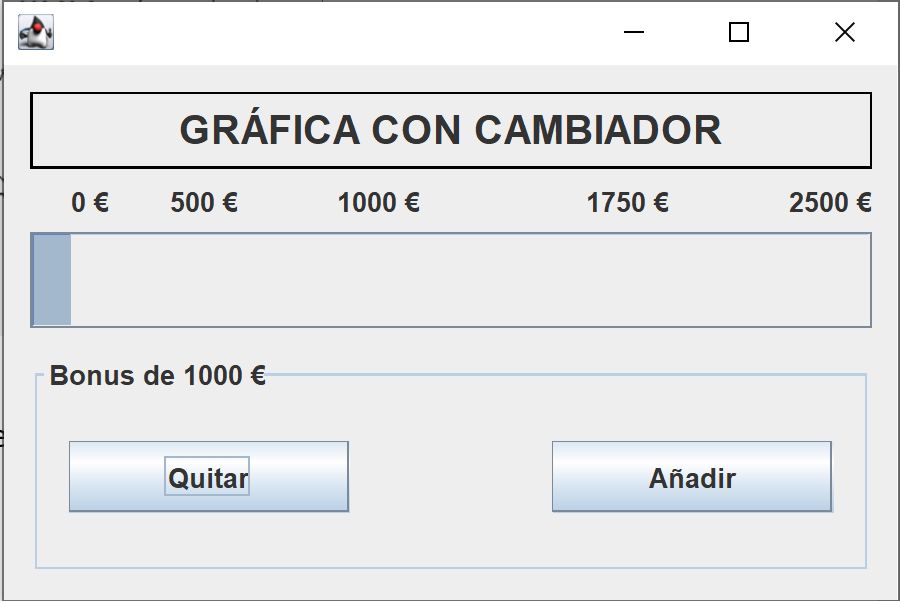 GRÁFICA CON CAMBIADOR
0 € 500 € 1000 € 1750 € 2500 €
Bonus de 1000 €
Quitar Añadir